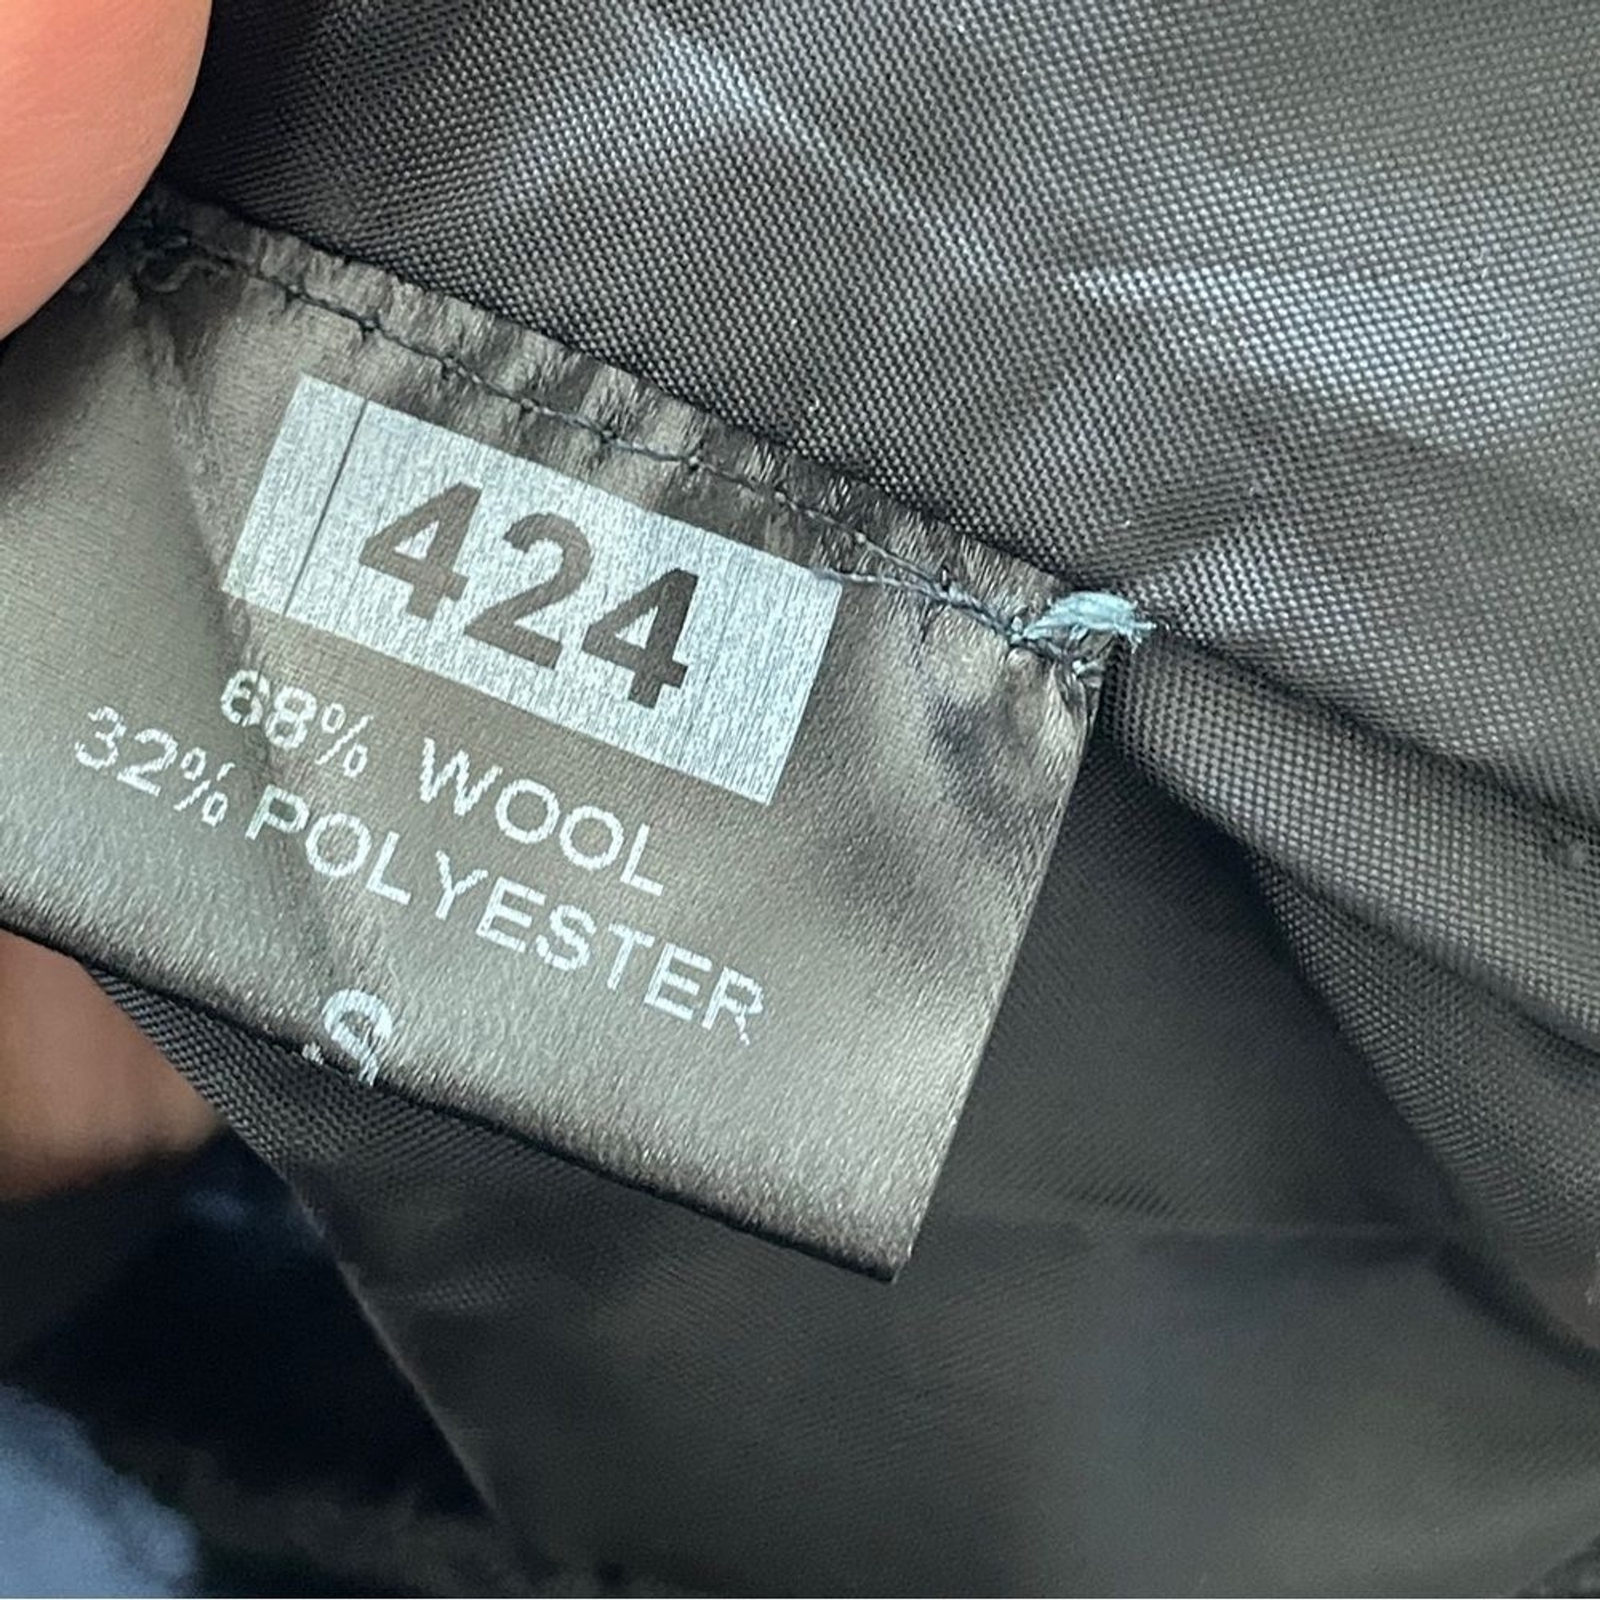 424
68% WOOL
32% POLYESTER
S